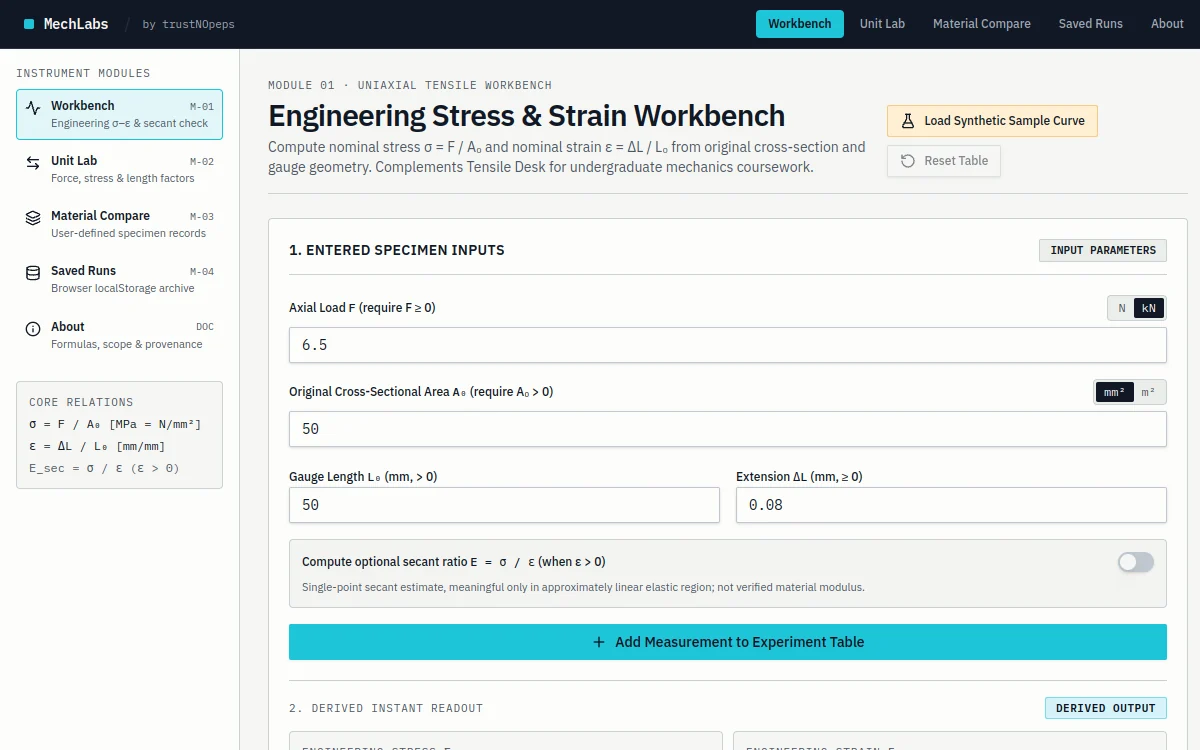 MechLabs / by trustNOpeps
Workbench Unit Lab Material Compare Saved Runs About
INSTRUMENT MODULES
Workbench M-01
Engineering σ–ε & secant check
Unit Lab M-02
Force, stress & length factors
Material Compare M-03
User-defined specimen records
Saved Runs M-04
Browser localStorage archive
About DOC
Formulas, scope & provenance
CORE RELATIONS
σ = F / A₀ [MPa = N/mm²]
ε = ΔL / L₀ [mm/mm]
E_sec = σ / ε (ε > 0)
MODULE 01 · UNIAXIAL TENSILE WORKBENCH
Engineering Stress & Strain Workbench
Compute nominal stress σ = F / A₀ and nominal strain ε = ΔL / L₀ from original cross-section and
gauge geometry. Complements Tensile Desk for undergraduate mechanics coursework.
Load Synthetic Sample Curve
Reset Table
1. ENTERED SPECIMEN INPUTS
INPUT PARAMETERS
Axial Load F (require F ≥ 0)
N kN
6.5
Original Cross-Sectional Area A₀ (require A₀ > 0)
mm² m²
50
Gauge Length L₀ (mm, > 0)
50
Extension ΔL (mm, ≥ 0)
0.08
Compute optional secant ratio E = σ / ε (when ε > 0)
Single-point secant estimate, meaningful only in approximately linear elastic region; not verified material modulus.
+ Add Measurement to Experiment Table
2. DERIVED INSTANT READOUT
DERIVED OUTPUT